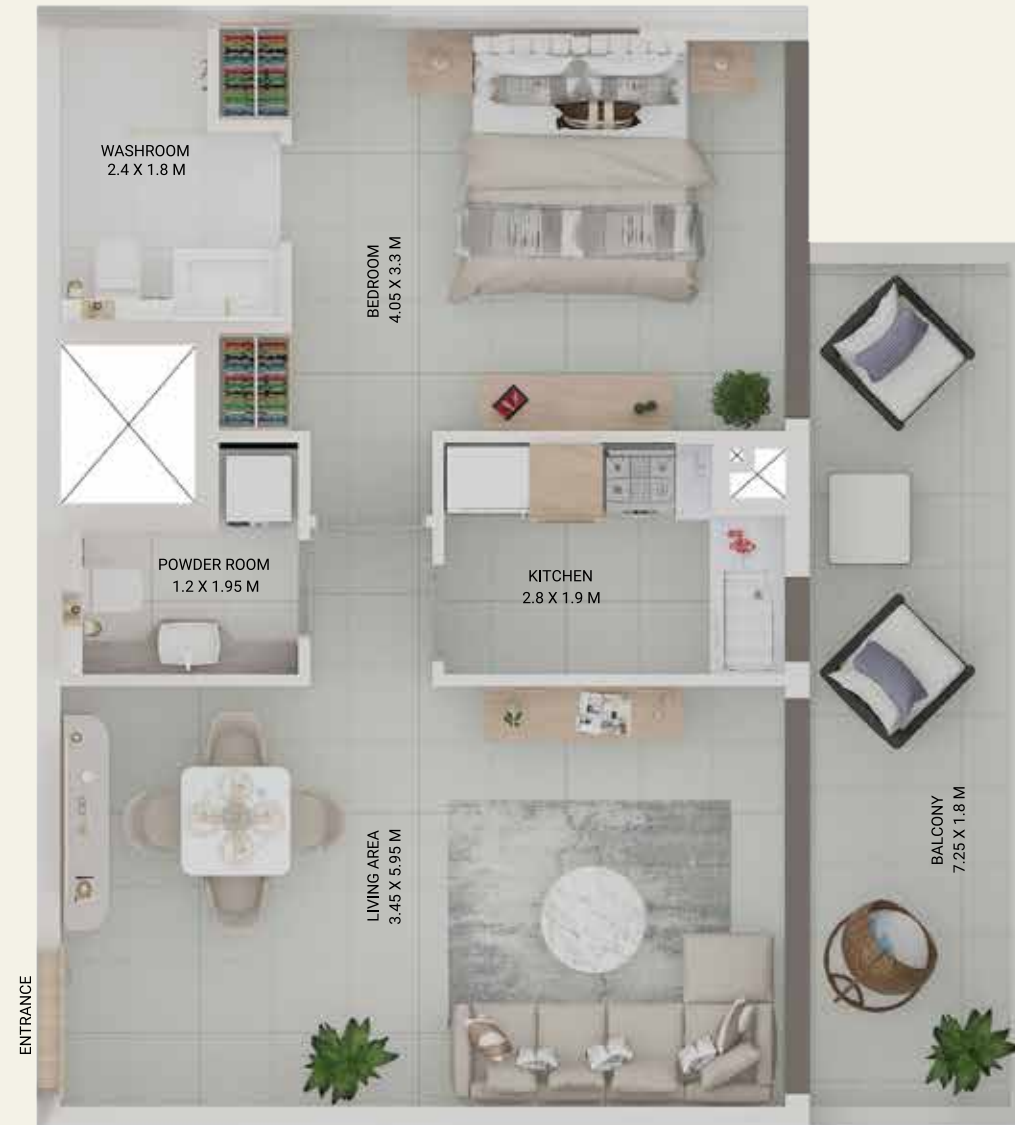 WASHROOM
2.4 X 1.8 M
BEDROOM
4.05 X 3.3 M
POWDER ROOM
1.2 X 1.95 M
KITCHEN
2.8 X 1.9 M
LIVING AREA
3.45 X 5.95 M
BALCONY
7.25 X 1.8 M
ENTRANCE